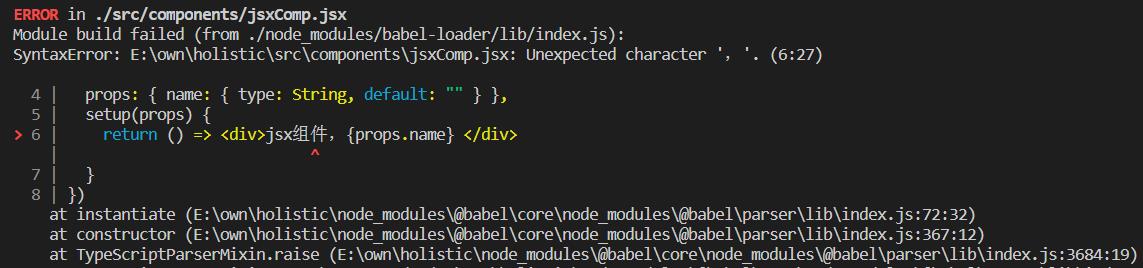 ERROR in ./src/components/jsxComp.jsx
Module build failed (from ./node_modules/babel-loader/lib/index.js):
SyntaxError: E:\own\holistic\src\components\jsxComp.jsx: Unexpected character '，'. (6:27)
4 |   props: { name: { type: String, default: "" } },
5 |   setup(props) {
> 6 |     return () => <div>jsx组件，{props.name} </div>
|                            ^
7 |   }
8 | })
at instantiate (E:\own\holistic\node_modules\@babel\core\node_modules\@babel\parser\lib\index.js:72:32)
at constructor (E:\own\holistic\node_modules\@babel\core\node_modules\@babel\parser\lib\index.js:367:12)
at TypeScriptParserMixin.raise (E:\own\holistic\node_modules\@babel\core\node_modules\@babel\parser\lib\index.js:3684:19)